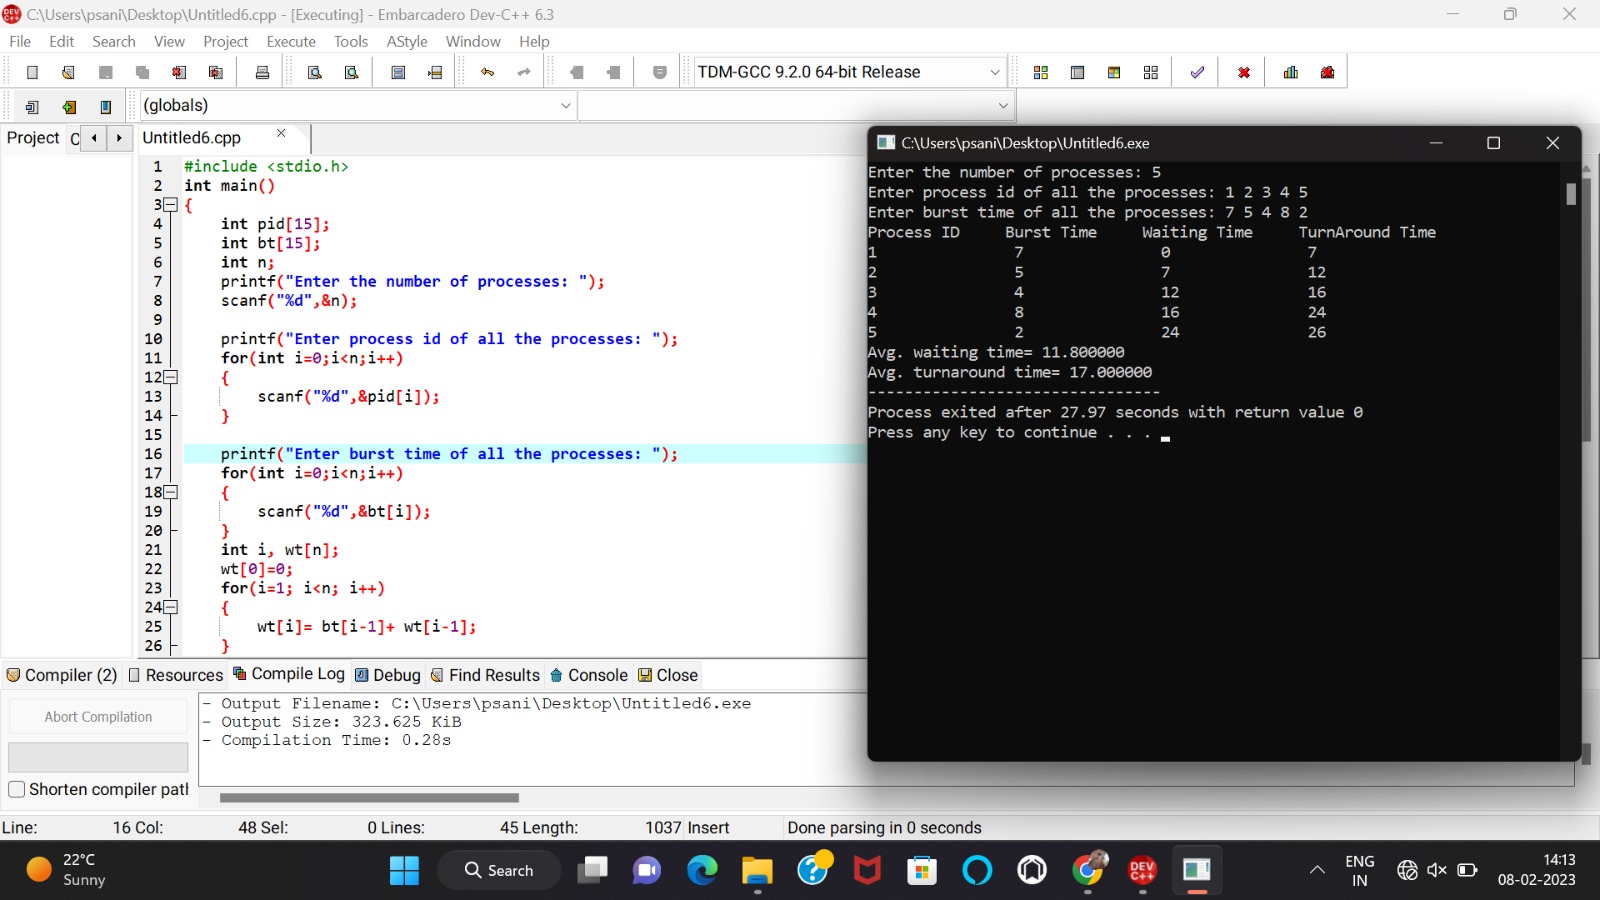 C:\Users\psani\Desktop\Untitled6.cpp - [Executing] - Embarcadero Dev-C++ 6.3
File Edit Search View Project Execute Tools AStyle Window Help
TDM-GCC 9.2.0 64-bit Release
(globals)
Project C Untitled6.cpp
1 #include <stdio.h>
2 int main()
3 {
4 int pid[15];
5 int bt[15];
6 int n;
7 printf("Enter the number of processes: ");
8 scanf("%d",&n);
9
10 printf("Enter process id of all the processes: ");
11 for(int i=0;i<n;i++)
12 {
13 scanf("%d",&pid[i]);
14 }
15
16 printf("Enter burst time of all the processes: ");
17 for(int i=0;i<n;i++)
18 {
19 scanf("%d",&bt[i]);
20 }
21 int i, wt[n];
22 wt[0]=0;
23 for(i=1; i<n; i++)
24 {
25 wt[i]= bt[i-1]+ wt[i-1];
26 }
C:\Users\psani\Desktop\Untitled6.exe
Enter the number of processes: 5
Enter process id of all the processes: 1 2 3 4 5
Enter burst time of all the processes: 7 5 4 8 2
Process ID Burst Time Waiting Time TurnAround Time
1 7 0 7
2 5 7 12
3 4 12 16
4 8 16 24
5 2 24 26
Avg. waiting time= 11.800000
Avg. turnaround time= 17.000000
--------------------------------
Process exited after 27.97 seconds with return value 0
Press any key to continue . . .
Compiler (2) Resources Compile Log Debug Find Results Console Close
Abort Compilation
Shorten compiler path
- Output Filename: C:\Users\psani\Desktop\Untitled6.exe
- Output Size: 323.625 KiB
- Compilation Time: 0.28s
Line: 16 Col: 48 Sel: 0 Lines: 45 Length: 1037 Insert Done parsing in 0 seconds
22°C
Sunny
Search
DEV C++
ENG
IN
14:13
08-02-2023